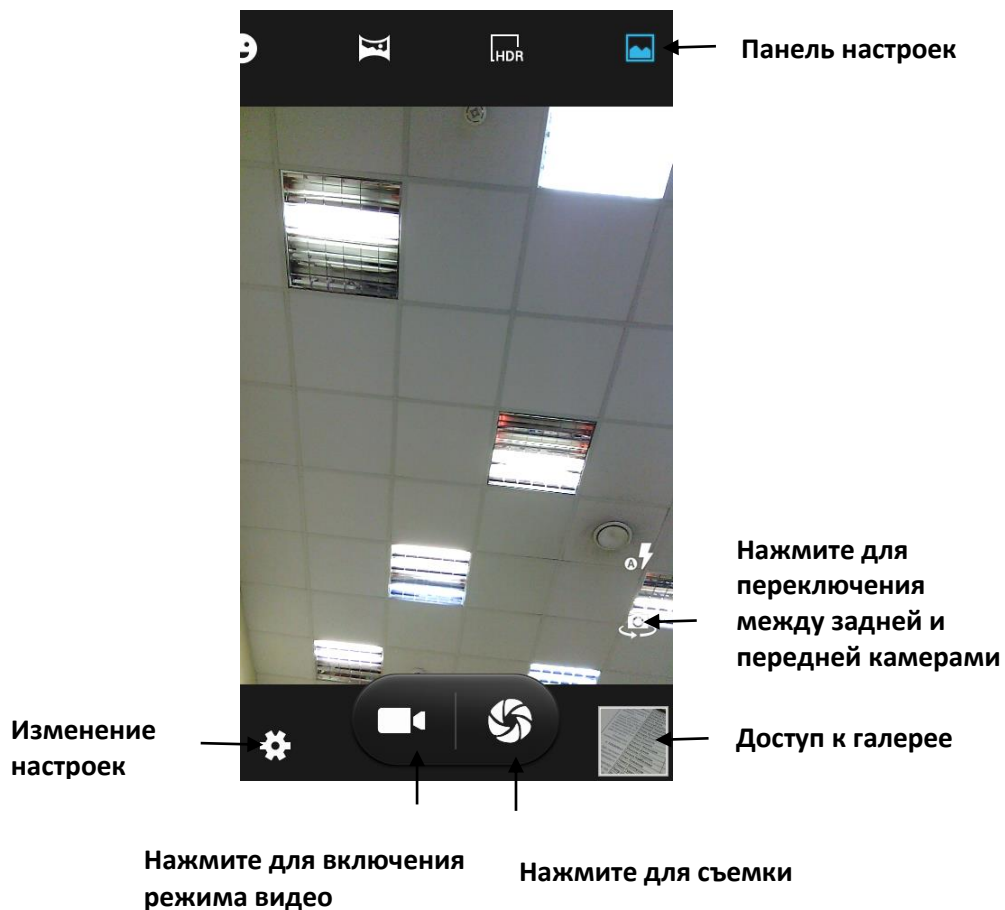 HDR
Панель настроек
A
Нажмите для
переключения
между задней и
передней камерами
Изменение
настроек
Доступ к галерее
Нажмите для включения
режима видео
Нажмите для съемки